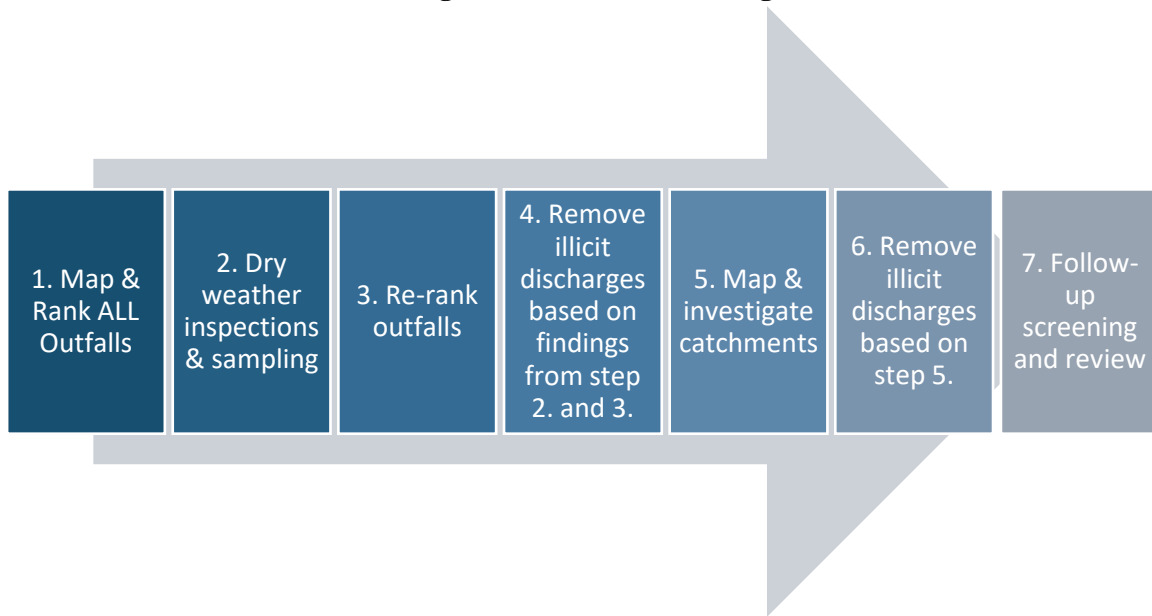 1. Map &
Rank ALL
Outfalls
2. Dry
weather
inspections
& sampling
3. Re-rank
outfalls
4. Remove
illicit
discharges
based on
findings
from step
2. and 3.
5. Map &
investigate
catchments
6. Remove
illicit
discharges
based on
step 5.
7. Follow-
up
screening
and review